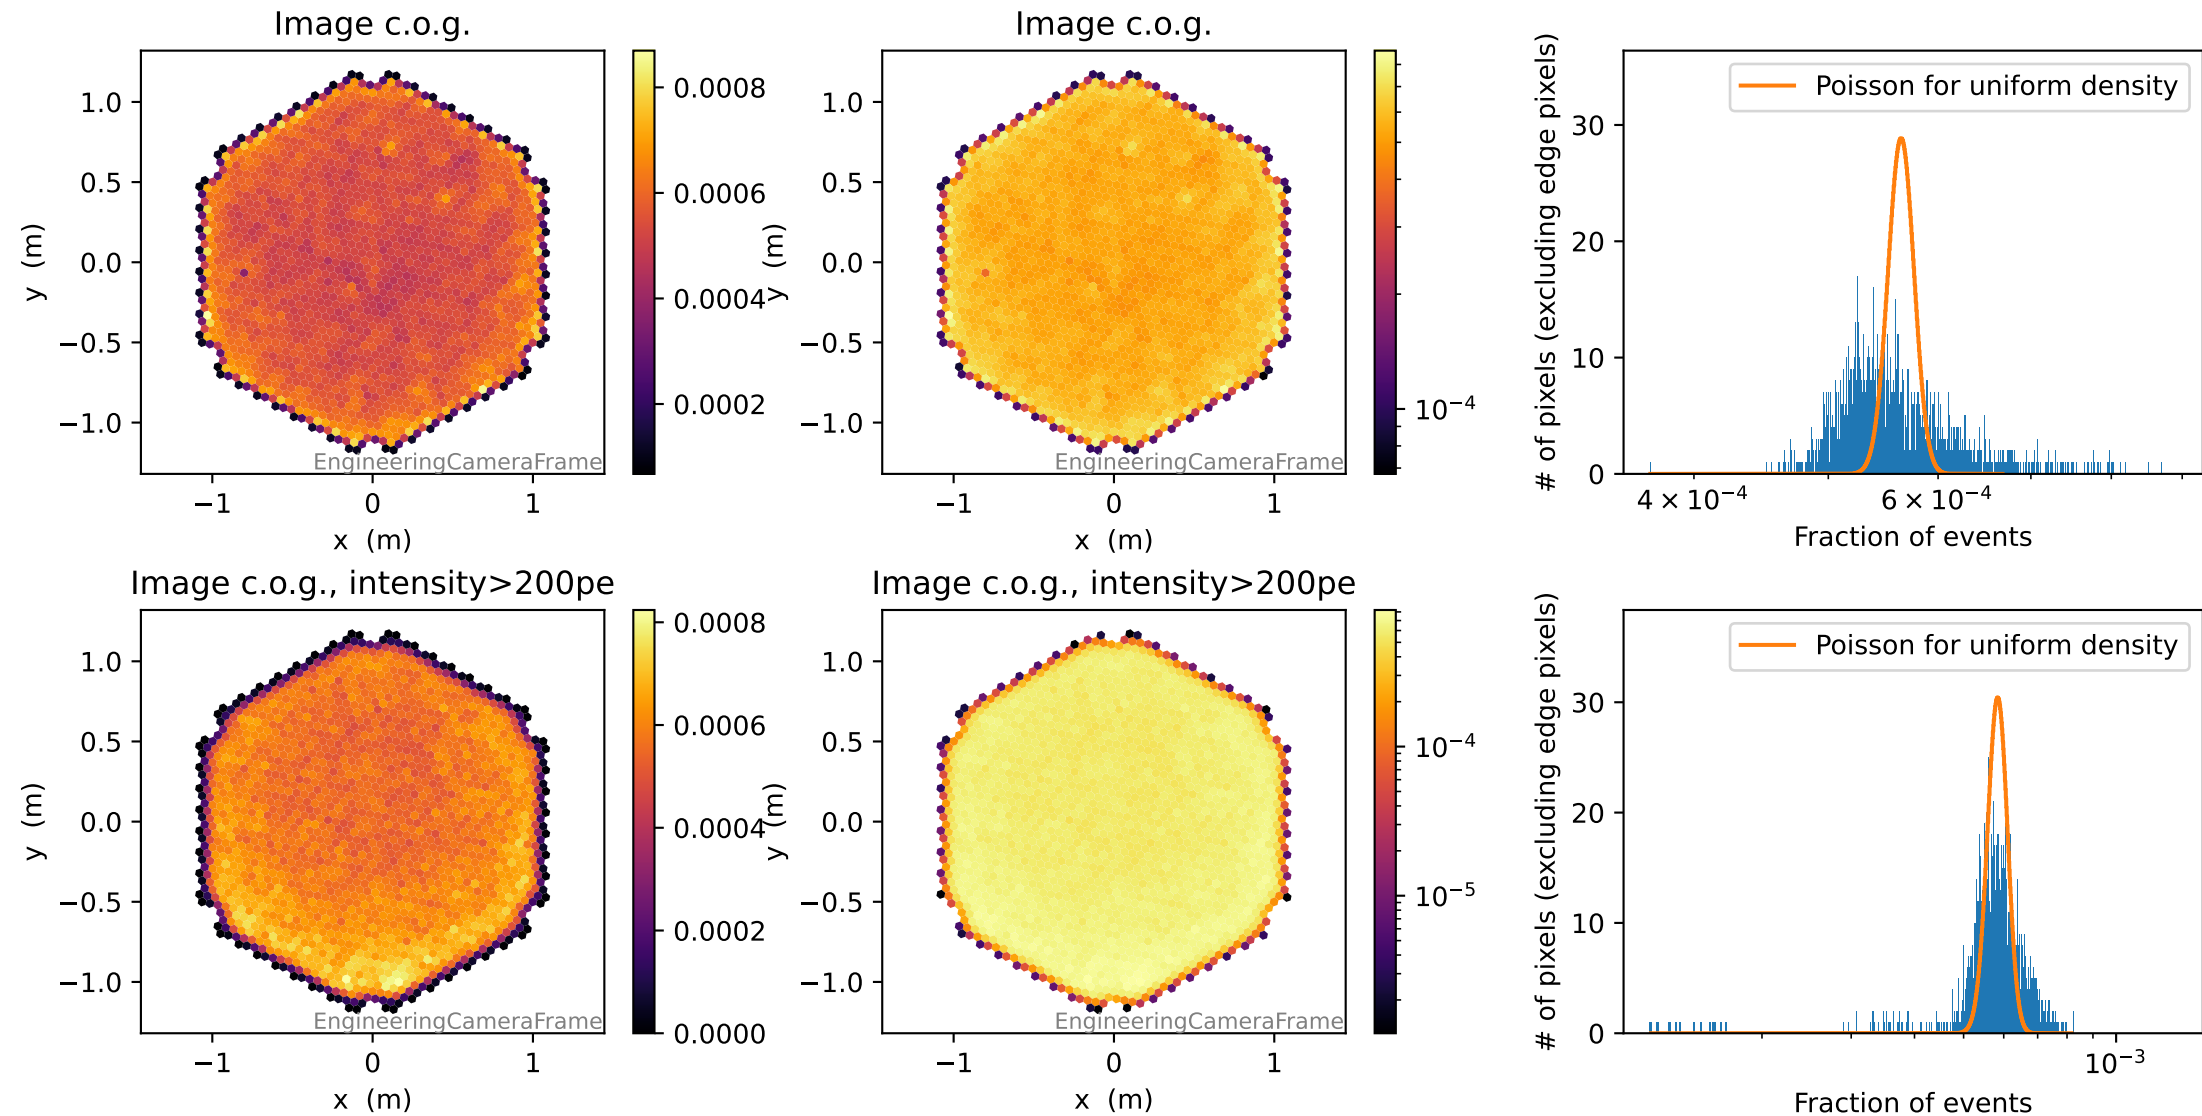 Image c.o.g.
1.0
0.5
0.0
−0.5
−1.0
y (m)
−1
0
1
x (m)
EngineeringCameraFrame
0.0008
0.0006
0.0004
0.0002
Image c.o.g.
1.0
0.5
0.0
−0.5
−1.0
y (m)
−1
0
1
x (m)
EngineeringCameraFrame
10⁻⁴
Poisson for uniform density
30
20
10
0
# of pixels (excluding edge pixels)
4 × 10⁻⁴
6 × 10⁻⁴
Fraction of events
Image c.o.g., intensity>200pe
1.0
0.5
0.0
−0.5
−1.0
y (m)
−1
0
1
x (m)
EngineeringCameraFrame
0.0008
0.0006
0.0004
0.0002
0.0000
Image c.o.g., intensity>200pe
1.0
0.5
0.0
−0.5
−1.0
y (m)
−1
0
1
x (m)
EngineeringCameraFrame
10⁻⁴
10⁻⁵
Poisson for uniform density
30
20
10
0
# of pixels (excluding edge pixels)
10⁻³
Fraction of events